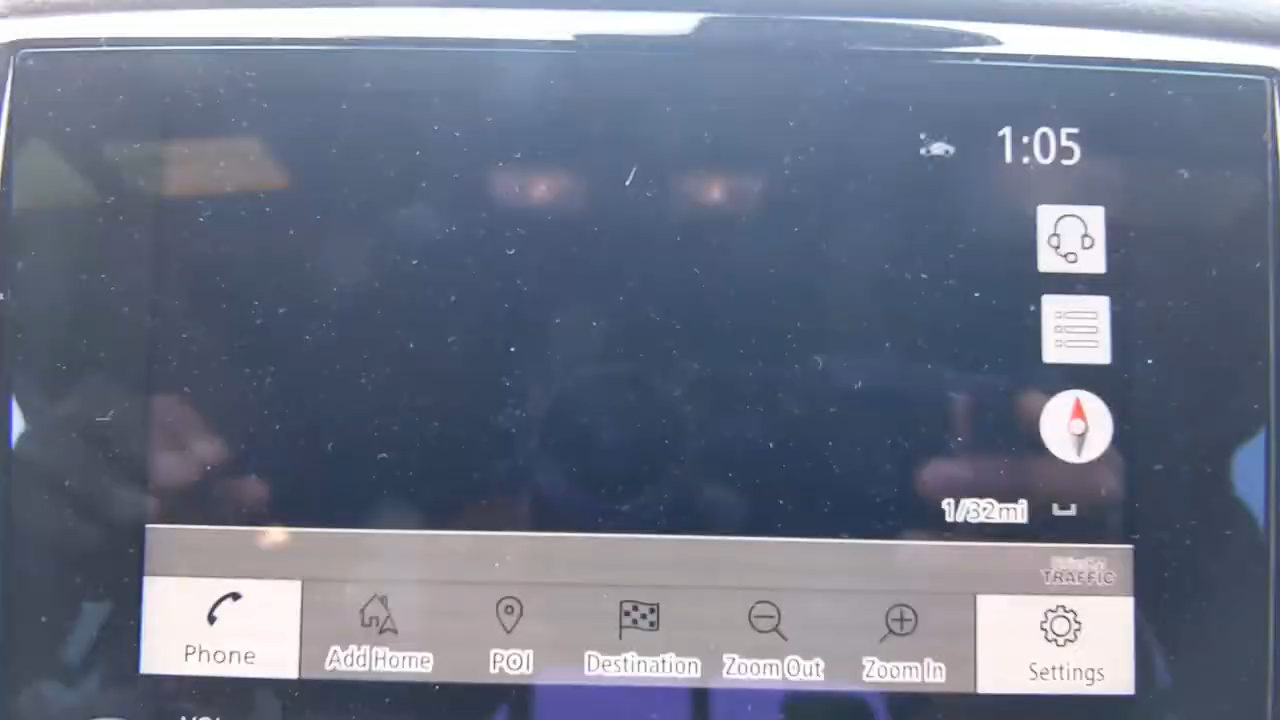 1:05
1/32mi
TRAFFIC
Phone
Add Home
POI
Destination
Zoom Out
Zoom In
Settings